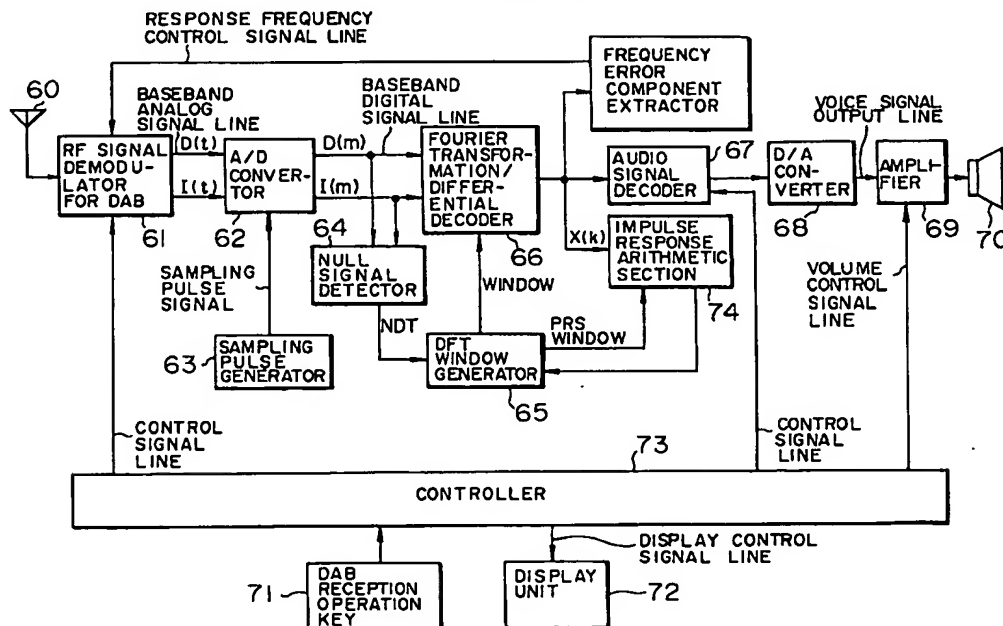 RESPONSE FREQUENCY
CONTROL SIGNAL LINE
60
BASEBAND
ANALOG
SIGNAL LINE
D(t)
I(t)
RF SIGNAL
DEMODU-
LATOR
FOR DAB
61
A/D
CONVER-
TOR
62
BASEBAND
DIGITAL
SIGNAL LINE
D(m)
I(m)
FOURIER
TRANSFOR-
MATION/
DIFFER-
ENTIAL
DECODER
66
FREQUENCY
ERROR
COMPONENT
EXTRACTOR
AUDIO
SIGNAL
DECODER
67
D/A
CON-
VERTER
68
VOICE SIGNAL
OUTPUT LINE
AMPLI-
FIER
69
70
64
NULL SIGNAL
DETECTOR
X(k)
IMPULSE
RESPONSE
ARITHMETIC
SECTION
74
SAMPLING
PULSE
SIGNAL
WINDOW
VOLUME
CONTROL
SIGNAL
LINE
NDT
PRS
WINDOW
63
SAMPLING
PULSE
GENERATOR
DFT
WINDOW
GENERATOR
65
CONTROL
SIGNAL
LINE
CONTROL
SIGNAL
LINE
73
CONTROLLER
DISPLAY CONTROL
SIGNAL LINE
71
DAB
RECEPTION
OPERATION
KEY
DISPLAY
UNIT
72